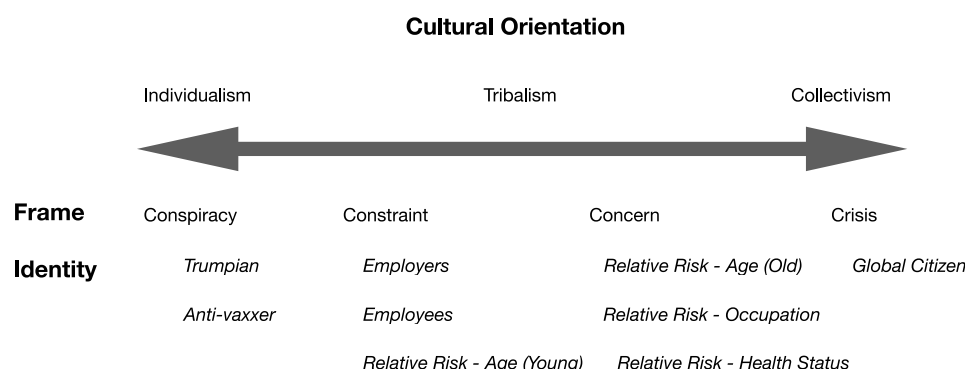 Cultural Orientation
Individualism Tribalism Collectivism
Frame Conspiracy Constraint Concern Crisis
Identity Trumpian Employers Relative Risk - Age (Old) Global Citizen
Anti-vaxxer Employees Relative Risk - Occupation
Relative Risk - Age (Young) Relative Risk - Health Status